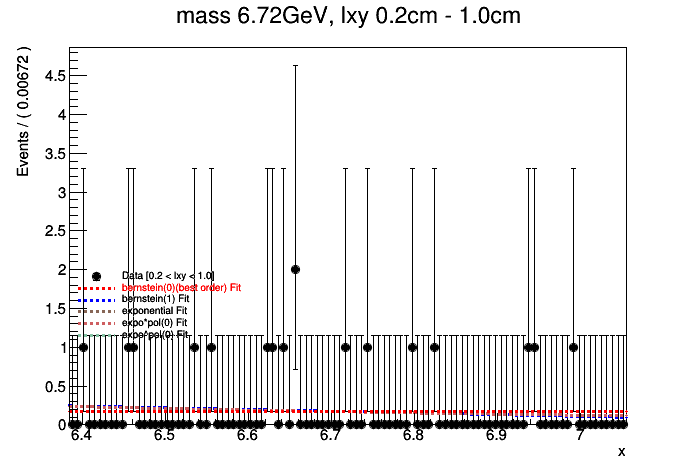 mass 6.72GeV, lxy 0.2cm - 1.0cm
Events / ( 0.00672 )
4.5
4
3.5
3
2.5
2
1.5
1
0.5
0
Data [0.2 < lxy < 1.0]
bernstein(0)(best order) Fit
bernstein(1) Fit
exponential Fit
expo*pol(0) Fit
expo*pol(0) Fit
6.4 6.5 6.6 6.7 6.8 6.9 7
x